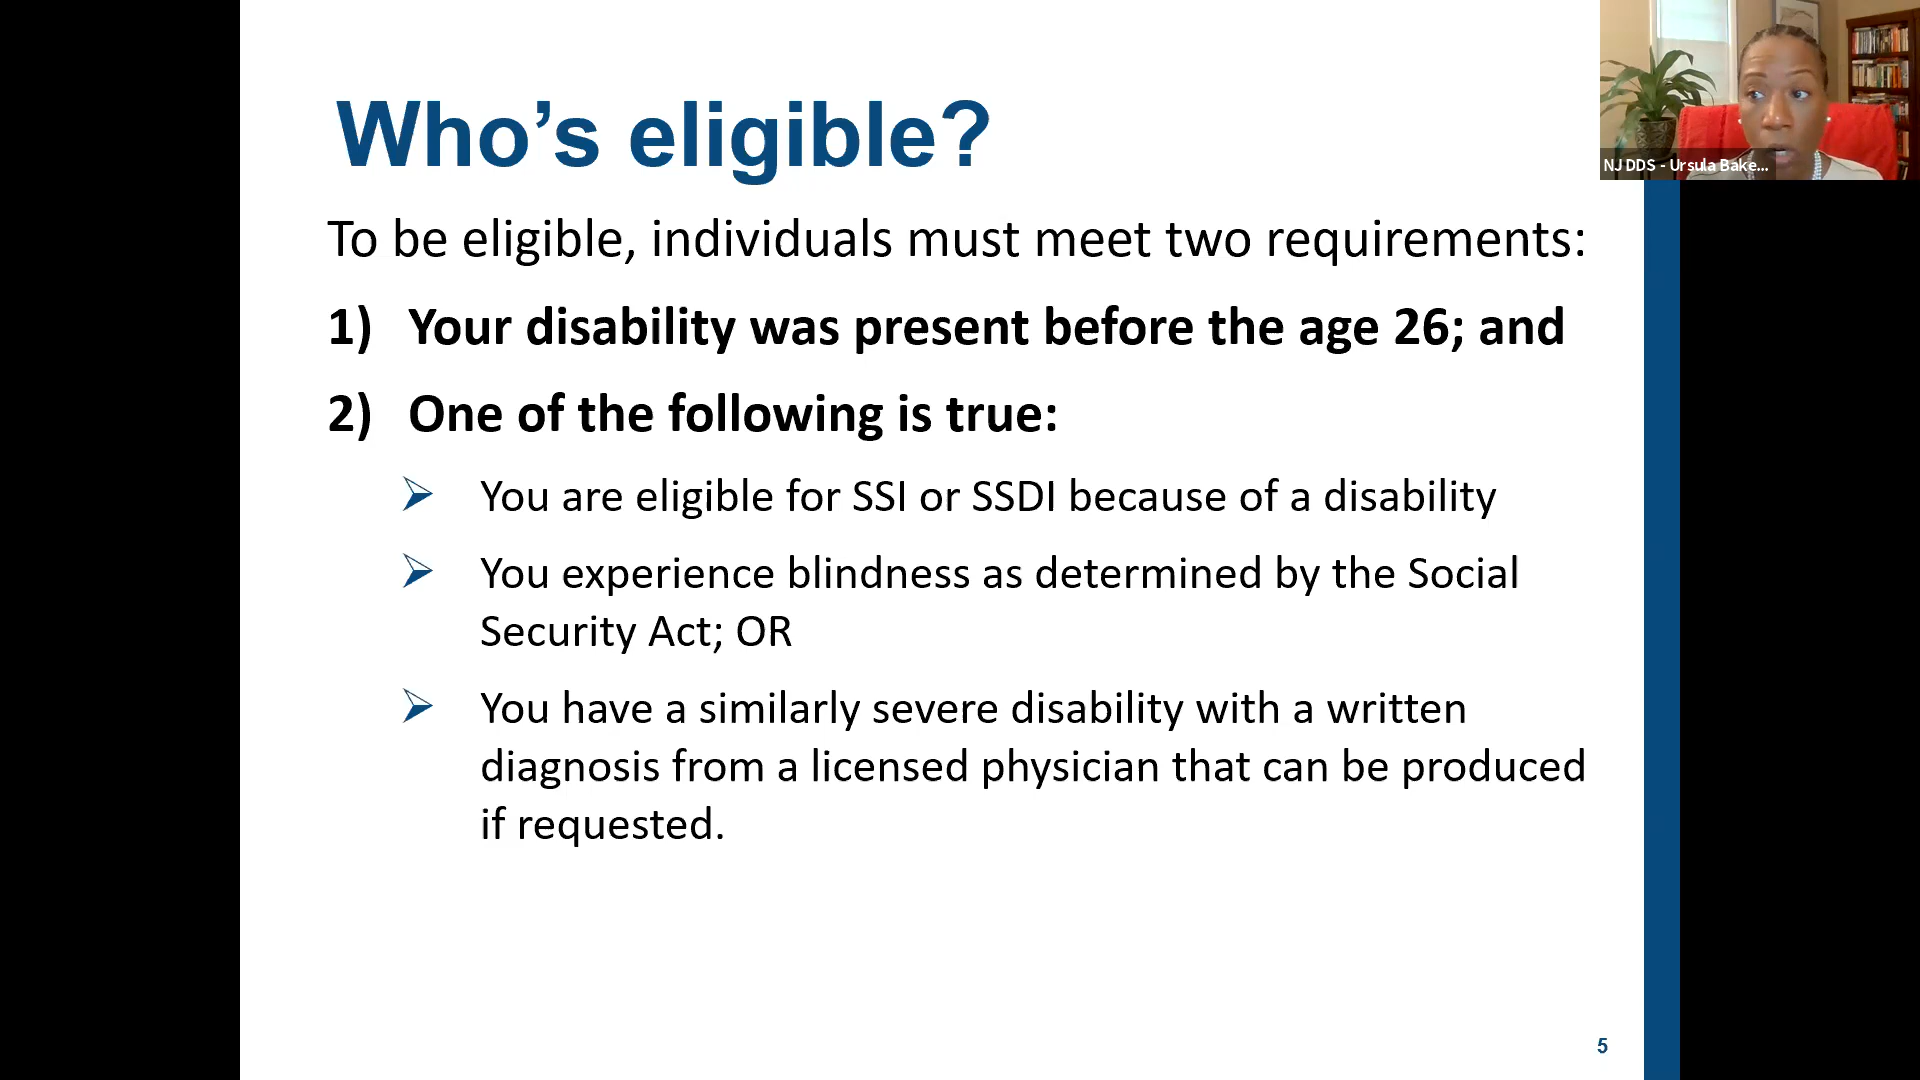 Who’s eligible?
NJ DDS - Ursula Bake...
To be eligible, individuals must meet two requirements:
1) Your disability was present before the age 26; and
2) One of the following is true:
You are eligible for SSI or SSDI because of a disability
You experience blindness as determined by the Social
Security Act; OR
You have a similarly severe disability with a written
diagnosis from a licensed physician that can be produced
if requested.
5